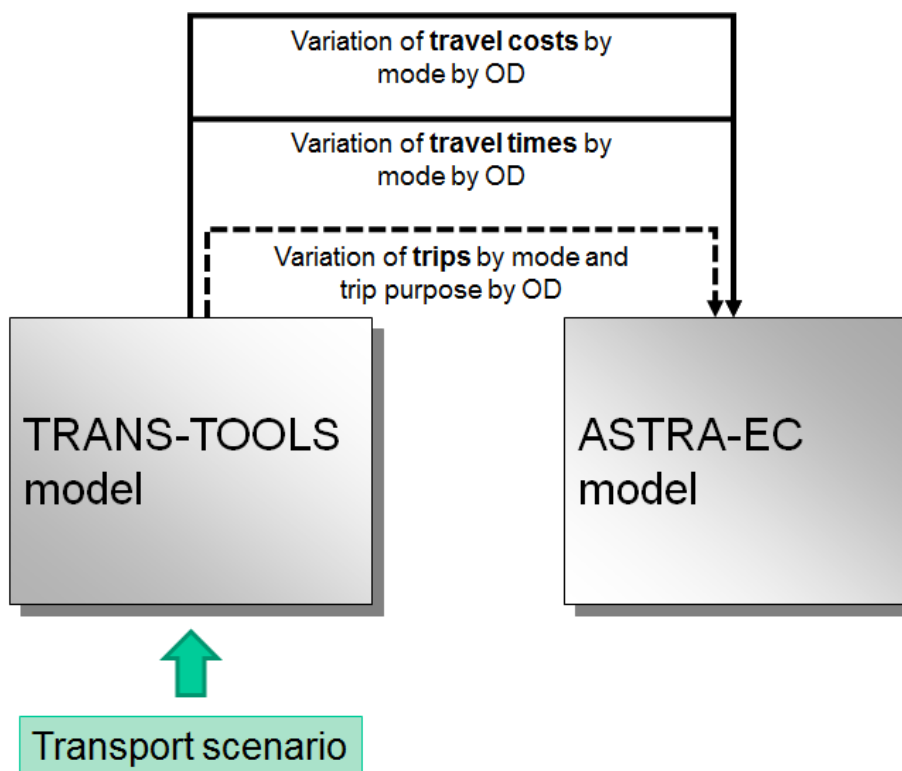 Variation of travel costs by
mode by OD
Variation of travel times by
mode by OD
Variation of trips by mode and
trip purpose by OD
TRANS-TOOLS
model
ASTRA-EC
model
Transport scenario